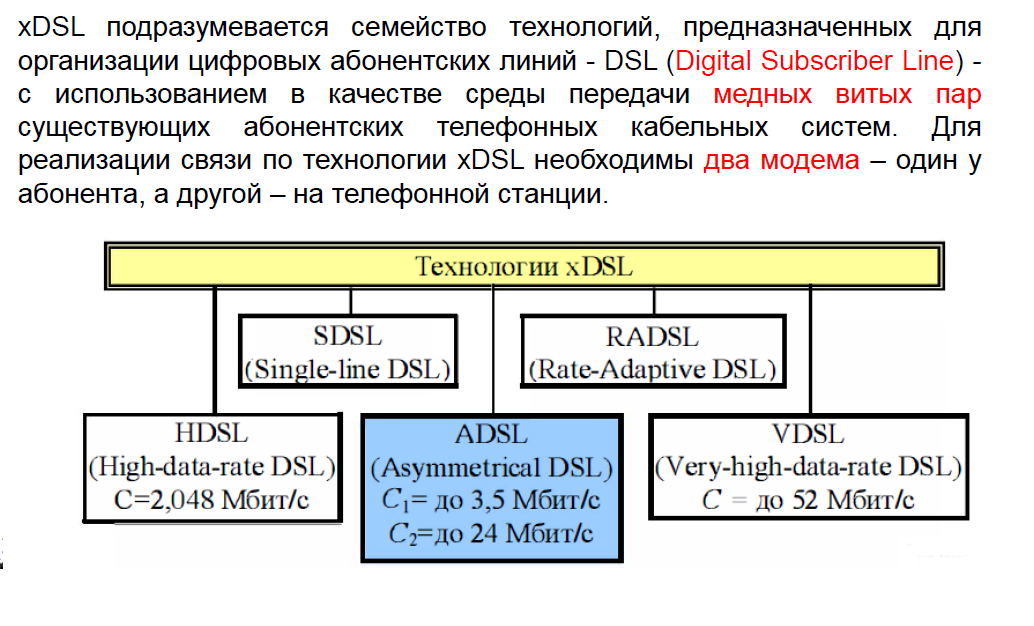 xDSL подразумевается семейство технологий, предназначенных для
организации цифровых абонентских линий - DSL (Digital Subscriber Line) -
с использованием в качестве среды передачи медных витых пар
существующих абонентских телефонных кабельных систем. Для
реализации связи по технологии xDSL необходимы два модема – один у
абонента, а другой – на телефонной станции.
Технологии xDSL
SDSL
(Single-line DSL)
RADSL
(Rate-Adaptive DSL)
HDSL
(High-data-rate DSL)
C=2,048 Мбит/с
ADSL
(Asymmetrical DSL)
C₁= до 3,5 Мбит/с
C₂=до 24 Мбит/с
VDSL
(Very-high-data-rate DSL)
C = до 52 Мбит/с